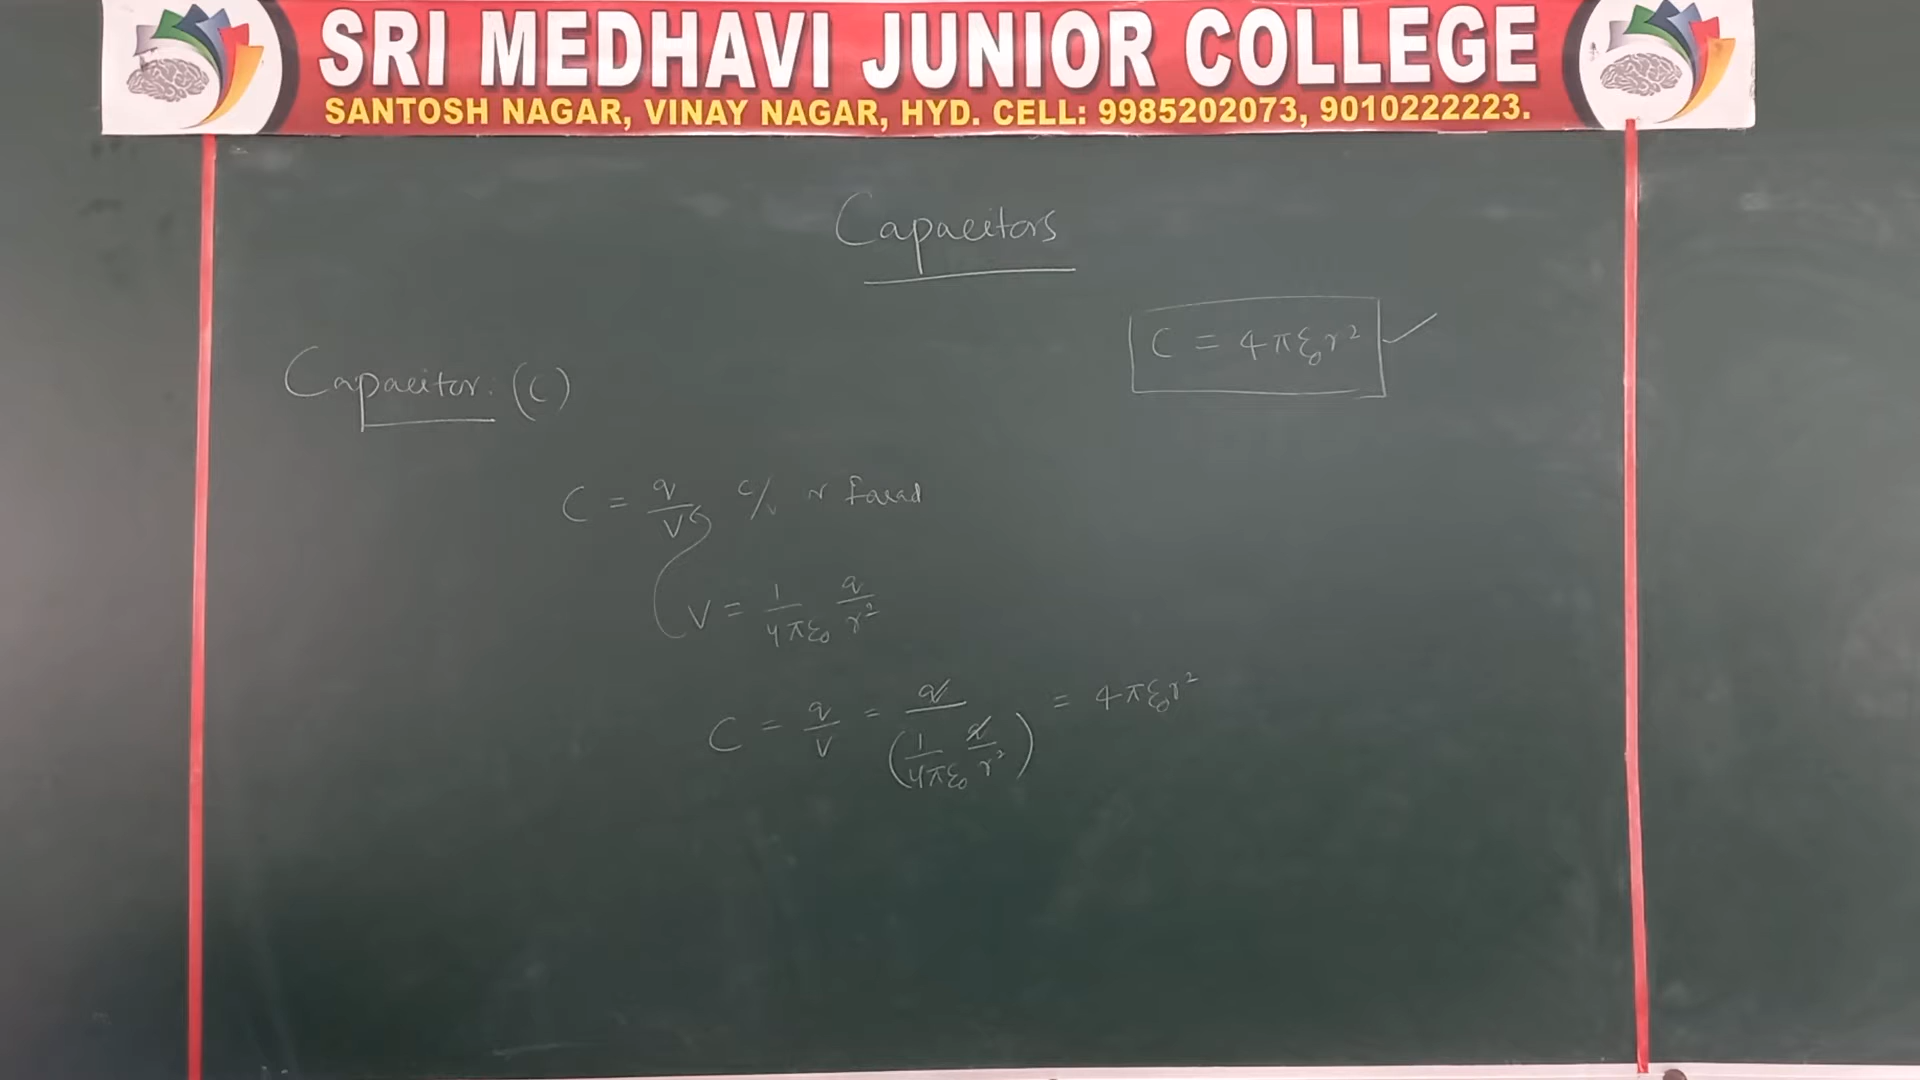 SRI MEDHAVI JUNIOR COLLEGE
SANTOSH NAGAR, VINAY NAGAR, HYD. CELL: 9985202073, 9010222223.
Capacitors
C = 4πε₀r²
Capacitor: (C)
C = q/V C/V or farad
V = 1/4πε₀ q/r²
C = q/V = q/(1/4πε₀ q/r²) = 4πε₀r²